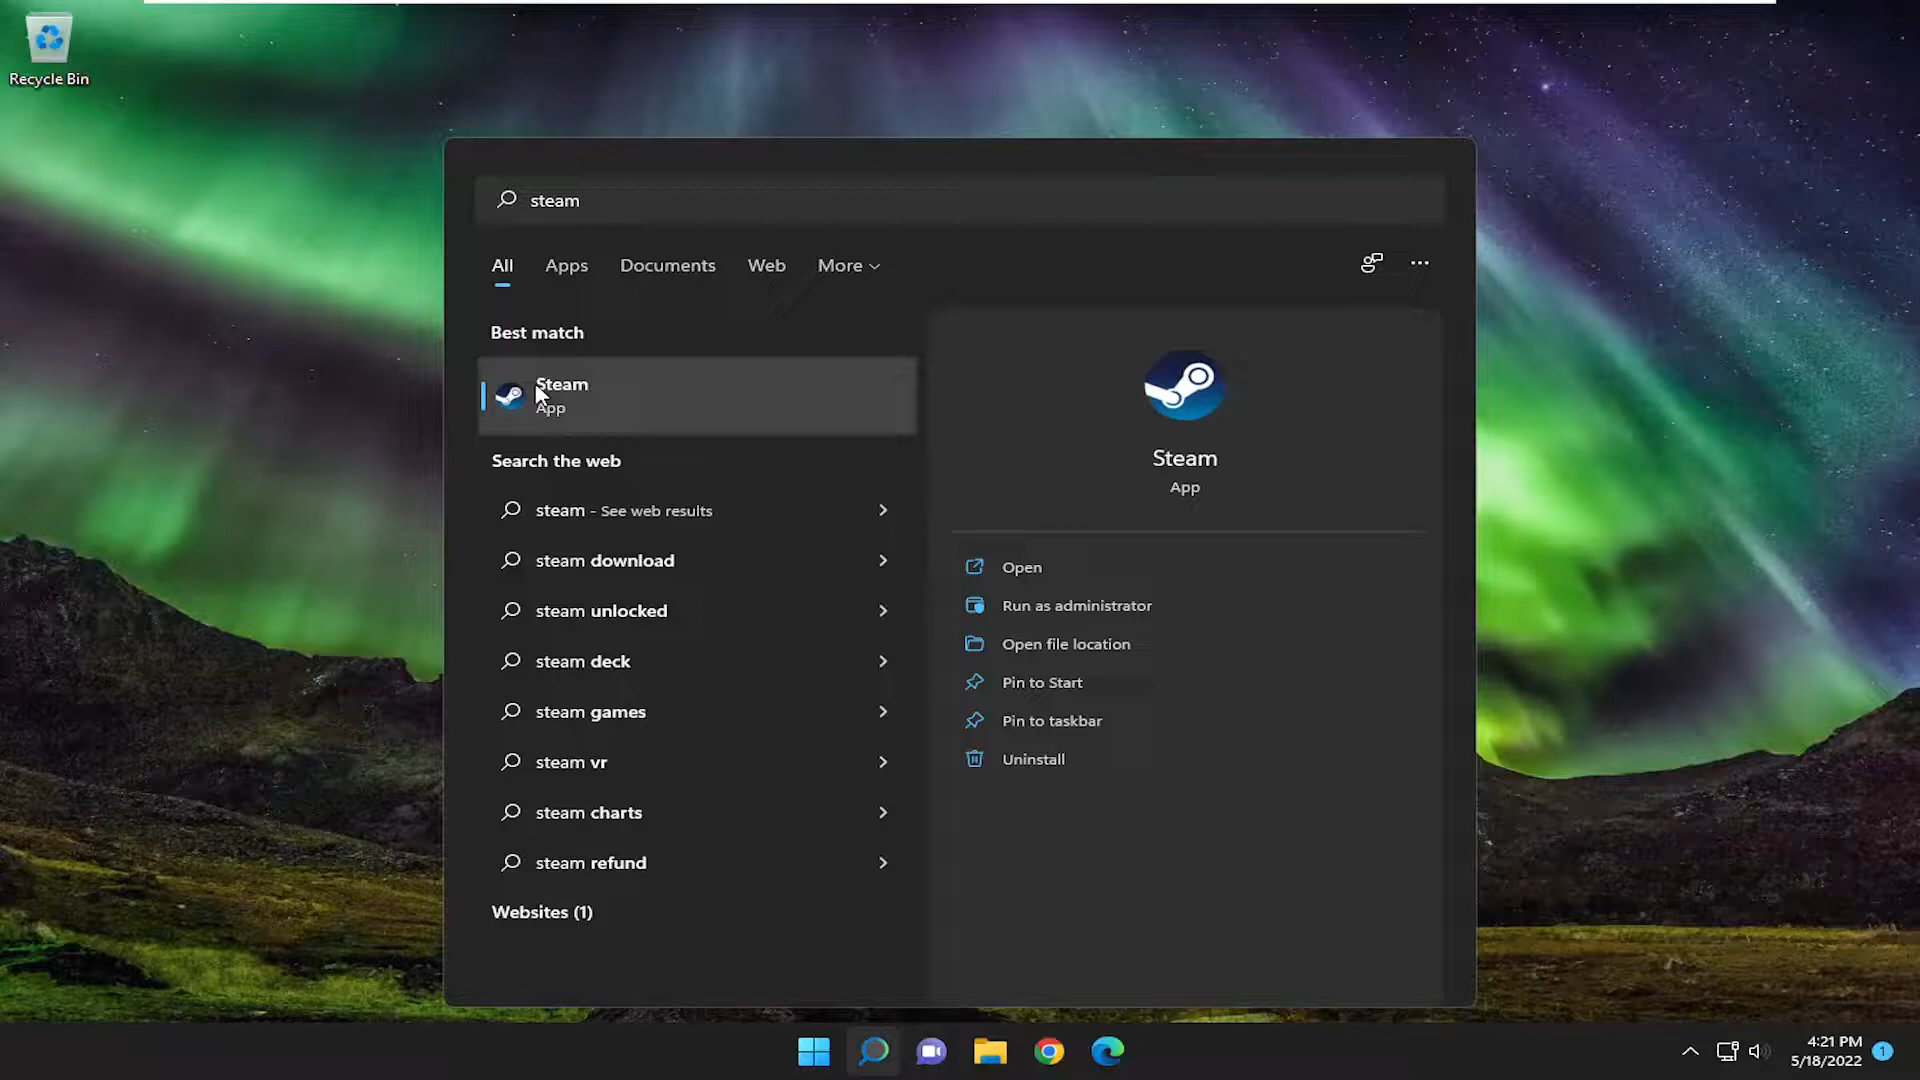 Recycle Bin
steam
All Apps Documents Web More
Best match
Steam
App
Search the web
steam - See web results
steam download
steam unlocked
steam deck
steam games
steam vr
steam charts
steam refund
Websites (1)
Steam
App
Open
Run as administrator
Open file location
Pin to Start
Pin to taskbar
Uninstall
4:21 PM
5/18/2022
1